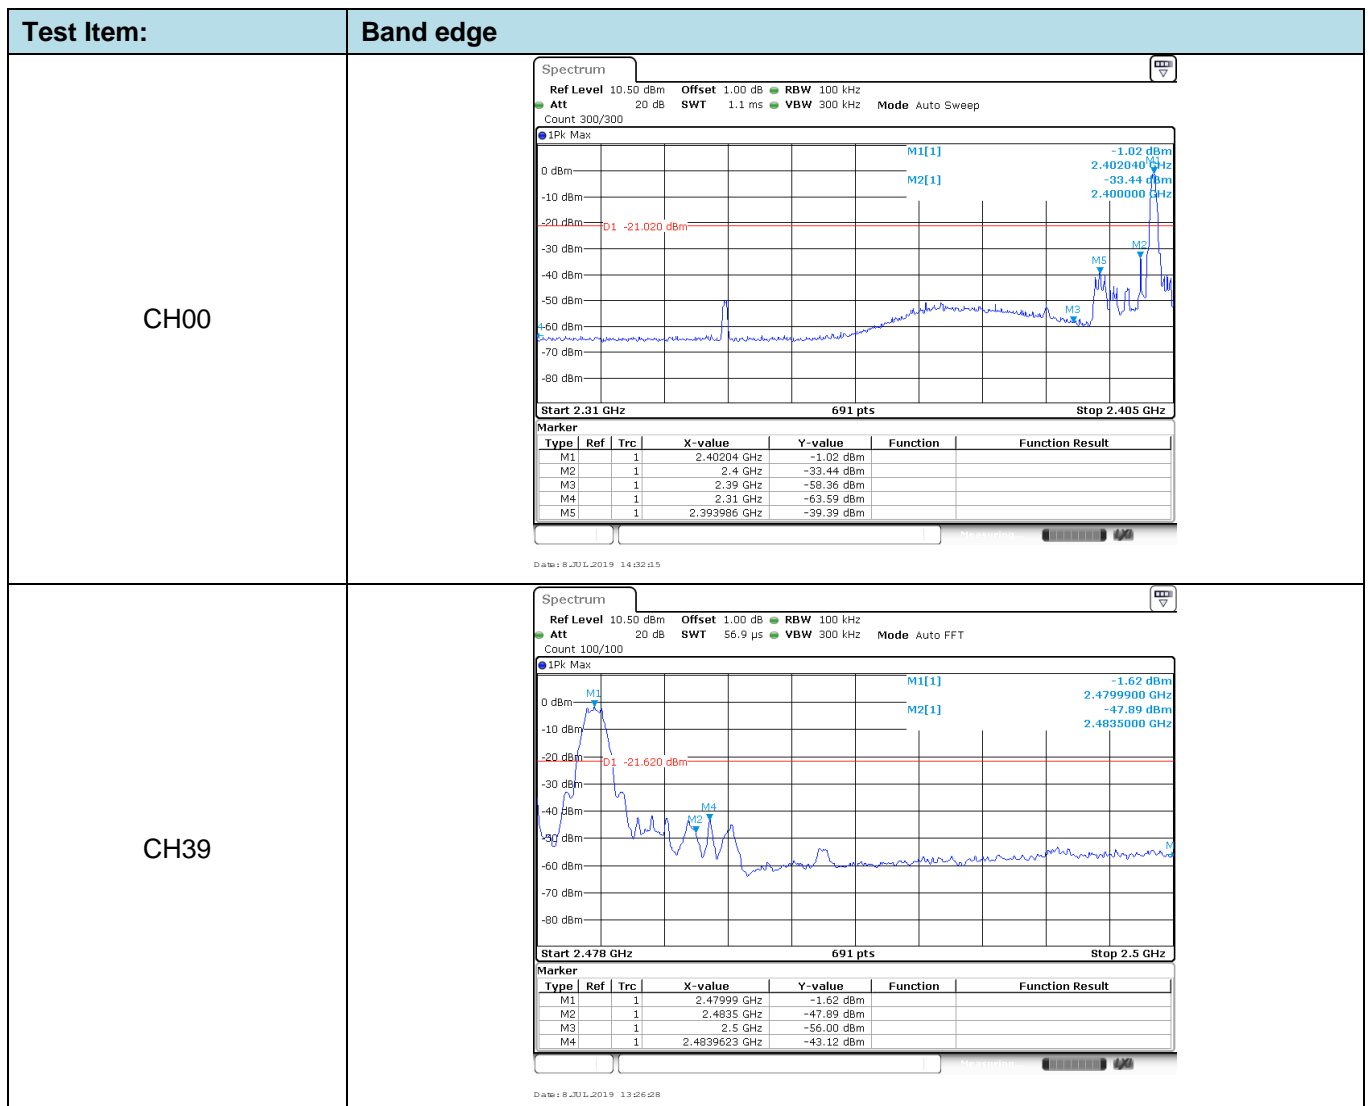 Test Item: Band edge
CH00
Spectrum
Ref Level 10.50 dBm Offset 1.00 dB RBW 100 kHz
Att 20 dB SWT 1.1 ms VBW 300 kHz Mode Auto Sweep
Count 300/300
1Pk Max
M1[1] -1.02 dBm
2.402040 GHz
M2[1] -33.44 dBm
2.400000 GHz
M1
0 dBm
-10 dBm
-20 dBm
D1 -21.020 dBm
-30 dBm
M2
-40 dBm
M5
-50 dBm
M3
-60 dBm
-70 dBm
-80 dBm
Start 2.31 GHz 691 pts Stop 2.405 GHz
Marker
Type Ref Trc X-value Y-value Function Function Result
M1 1 2.40204 GHz -1.02 dBm
M2 1 2.4 GHz -33.44 dBm
M3 1 2.39 GHz -58.36 dBm
M4 1 2.31 GHz -63.59 dBm
M5 1 2.393986 GHz -39.39 dBm
Measuring...
Date: 8.JUL.2019 14:32:15
CH39
Spectrum
Ref Level 10.50 dBm Offset 1.00 dB RBW 100 kHz
Att 20 dB SWT 56.9 µs VBW 300 kHz Mode Auto FFT
Count 100/100
1Pk Max
M1[1] -1.62 dBm
2.4799900 GHz
M2[1] -47.89 dBm
2.4835000 GHz
M1
0 dBm
-10 dBm
-20 dBm
D1 -21.620 dBm
-30 dBm
-40 dBm
M4
M2
-50 dBm
M
-60 dBm
-70 dBm
-80 dBm
Start 2.478 GHz 691 pts Stop 2.5 GHz
Marker
Type Ref Trc X-value Y-value Function Function Result
M1 1 2.47999 GHz -1.62 dBm
M2 1 2.4835 GHz -47.89 dBm
M3 1 2.5 GHz -56.00 dBm
M4 1 2.4839623 GHz -43.12 dBm
Measuring...
Date: 8.JUL.2019 13:26:28